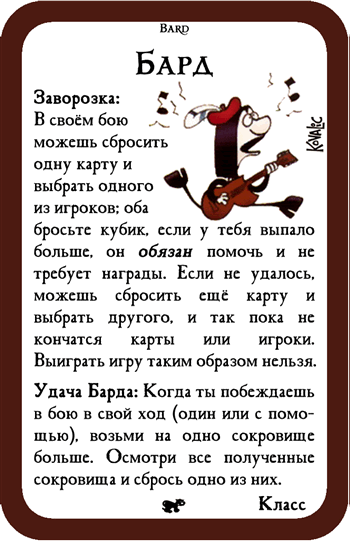 Bard
Бард
Заворозка:
В своём бою
можешь сбросить
одну карту и
выбрать одного
из игроков; оба
бросьте кубик, если у тебя выпало
больше, он обязан помочь и не
требует награды. Если не удалось,
можешь сбросить ещё карту и
выбрать другого, и так пока не
кончатся карты или игроки.
Выиграть игру таким образом нельзя.
Удача Барда: Когда ты побеждаешь
в бою в свой ход (один или с помо-
щью), возьми на одно сокровище
больше. Осмотри все полученные
сокровища и сбрось одно из них.
Класс
Kovalic